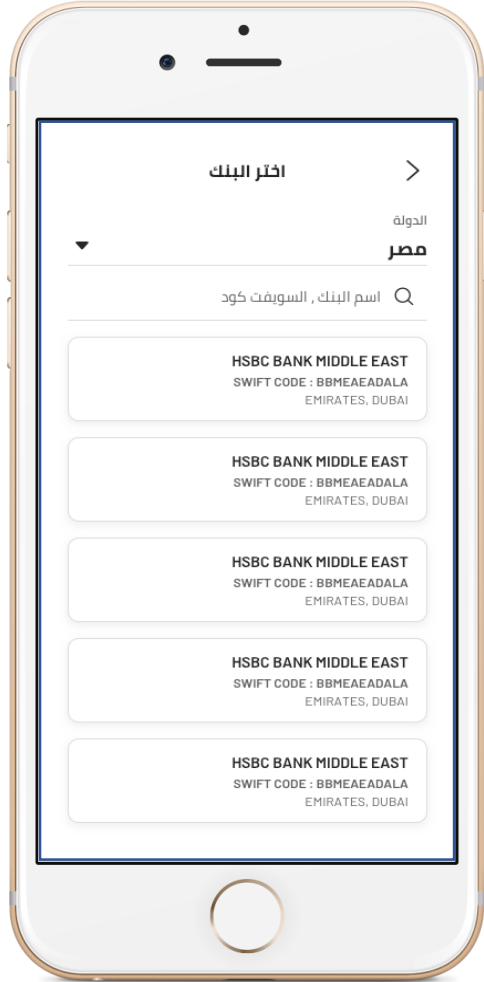 اختر البنك
الدولة
مصر
اسم البنك , السويفت كود
HSBC BANK MIDDLE EAST
SWIFT CODE : BBMEAEADALA
EMIRATES, DUBAI
HSBC BANK MIDDLE EAST
SWIFT CODE : BBMEAEADALA
EMIRATES, DUBAI
HSBC BANK MIDDLE EAST
SWIFT CODE : BBMEAEADALA
EMIRATES, DUBAI
HSBC BANK MIDDLE EAST
SWIFT CODE : BBMEAEADALA
EMIRATES, DUBAI
HSBC BANK MIDDLE EAST
SWIFT CODE : BBMEAEADALA
EMIRATES, DUBAI